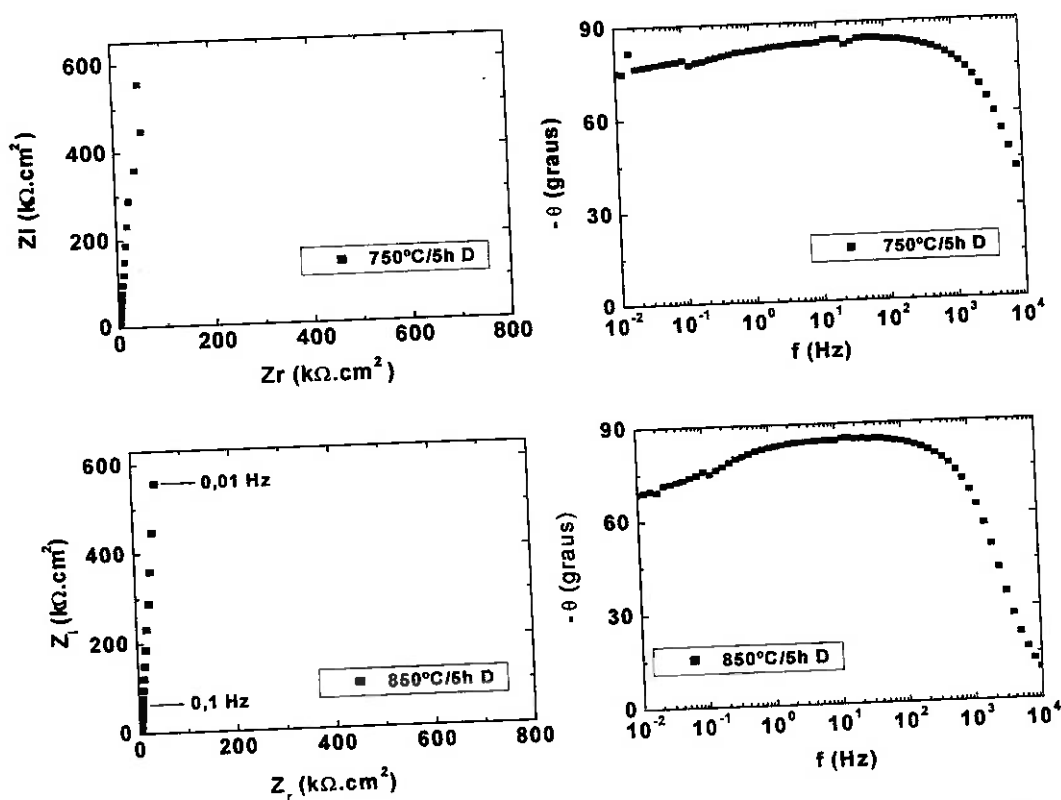 600
400
200
0
ZI (kΩ.cm²)
750ºC/5h D
0 200 400 600 800
Zr (kΩ.cm²)
90
60
30
0
- θ (graus)
750ºC/5h D
10⁻² 10⁻¹ 10⁰ 10¹ 10² 10³ 10⁴
f (Hz)
600
400
200
0
Zᵢ (kΩ.cm²)
0,01 Hz
0,1 Hz
850ºC/5h D
0 200 400 600 800
Zᵣ (kΩ.cm²)
90
60
30
0
- θ (graus)
850ºC/5h D
10⁻² 10⁻¹ 10⁰ 10¹ 10² 10³ 10⁴
f (Hz)